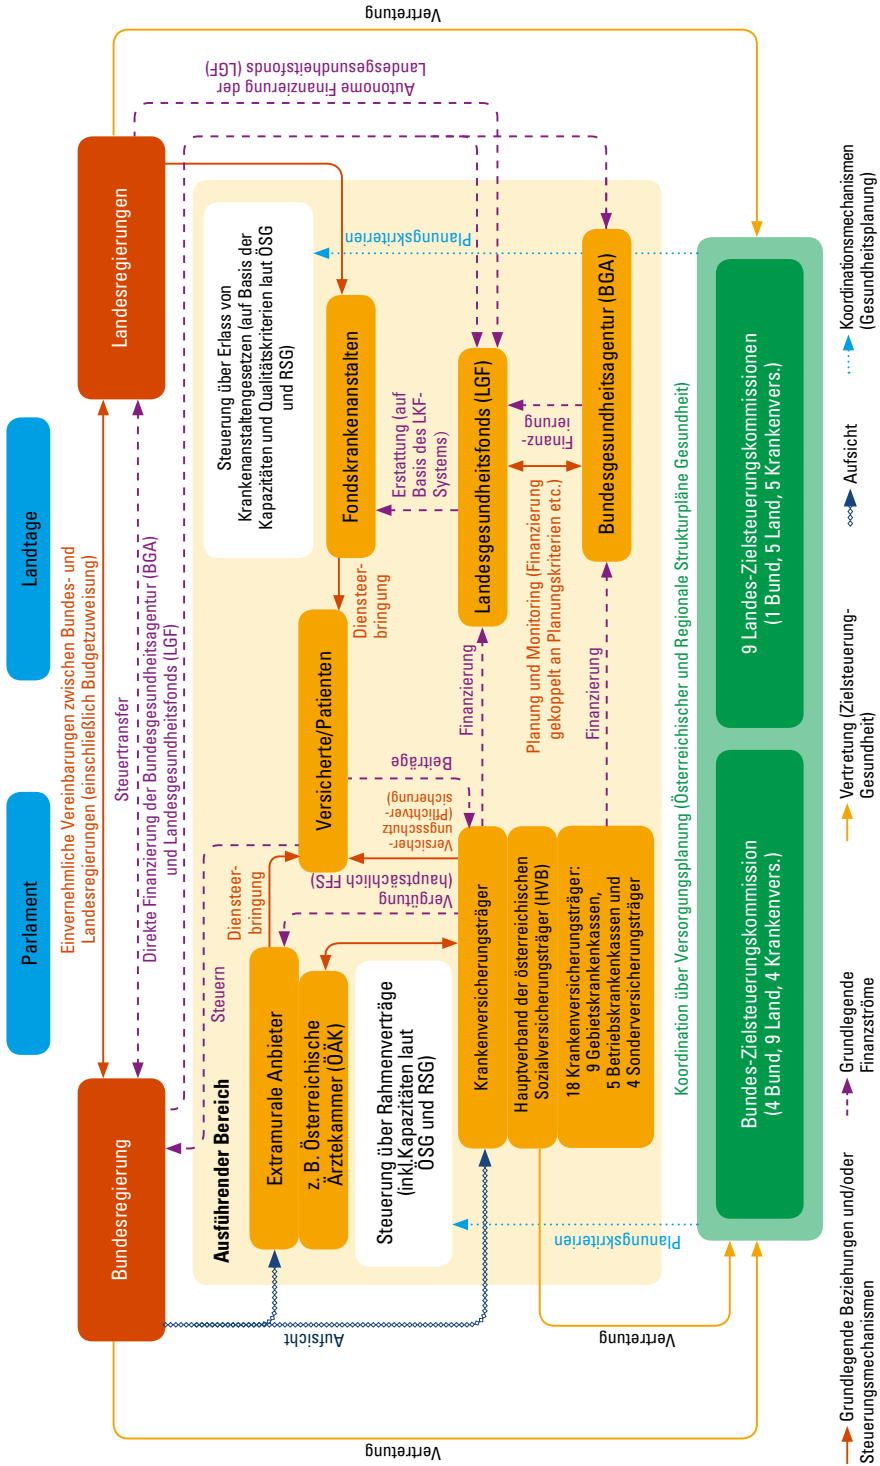 Parlament
Landtage
Bundesregierung
Landesregierungen
Einvernehmliche Vereinbarungen zwischen Bundes- und
Landesregierungen (einschließlich Budgetzuweisung)
Steuertransfer
Direkte Finanzierung der Bundesgesundheitsagentur (BGA)
und Landesgesundheitsfonds (LGF)
Steuern
Vertretung
Vertretung
Autonome Finanzierung der
Landesgesundheitsfonds (LGF)
Ausführender Bereich
Extramurale Anbieter
z. B. Österreichische
Ärztekammer (ÖÄK)
Diensteer-
bringung
Versicherte/Patienten
Diensteer-
bringung
Fondskrankenanstalten
Steuerung über Erlass von
Krankenanstaltengesetzen (auf Basis der
Kapazitäten und Qualitätskriterien laut ÖSG
und RSG)
Steuerung über Rahmenverträge
(inkl.Kapazitäten laut
ÖSG und RSG)
Vergütung
(hauptsächlich FFS)
Versicher-
ungsschutz
(Pflichtver-
sicherung)
Beiträge
Erstattung (auf
Basis des LKF-
Systems)
Aufsicht
Krankenversicherungsträger
Hauptverband der österreichischen
Sozialversicherungsträger (HVB)
18 Krankenversicherungsträger:
9 Gebietskrankenkassen,
5 Betriebskrankenkassen und
4 Sonderversicherungsträger
Finanzierung
Landesgesundheitsfonds (LGF)
Planung und Monitoring (Finanzierung
gekoppelt an Planungskriterien etc.)
Finanz-
ierung
Finanzierung
Bundesgesundheitsagentur (BGA)
Planungskriterien
Planungskriterien
Vertretung
Koordination über Versorgungsplanung (Österreichischer und Regionale Strukturpläne Gesundheit)
Bundes-Zielsteuerungskommission
(4 Bund, 9 Land, 4 Krankenvers.)
9 Landes-Zielsteuerungskommissionen
(1 Bund, 5 Land, 5 Krankenvers.)
Grundlegende Beziehungen und/oder
Steuerungsmechanismen
Grundlegende
Finanzströme
Vertretung (Zielsteuerung-
Gesundheit)
Aufsicht
Koordinationsmechanismen
(Gesundheitsplanung)